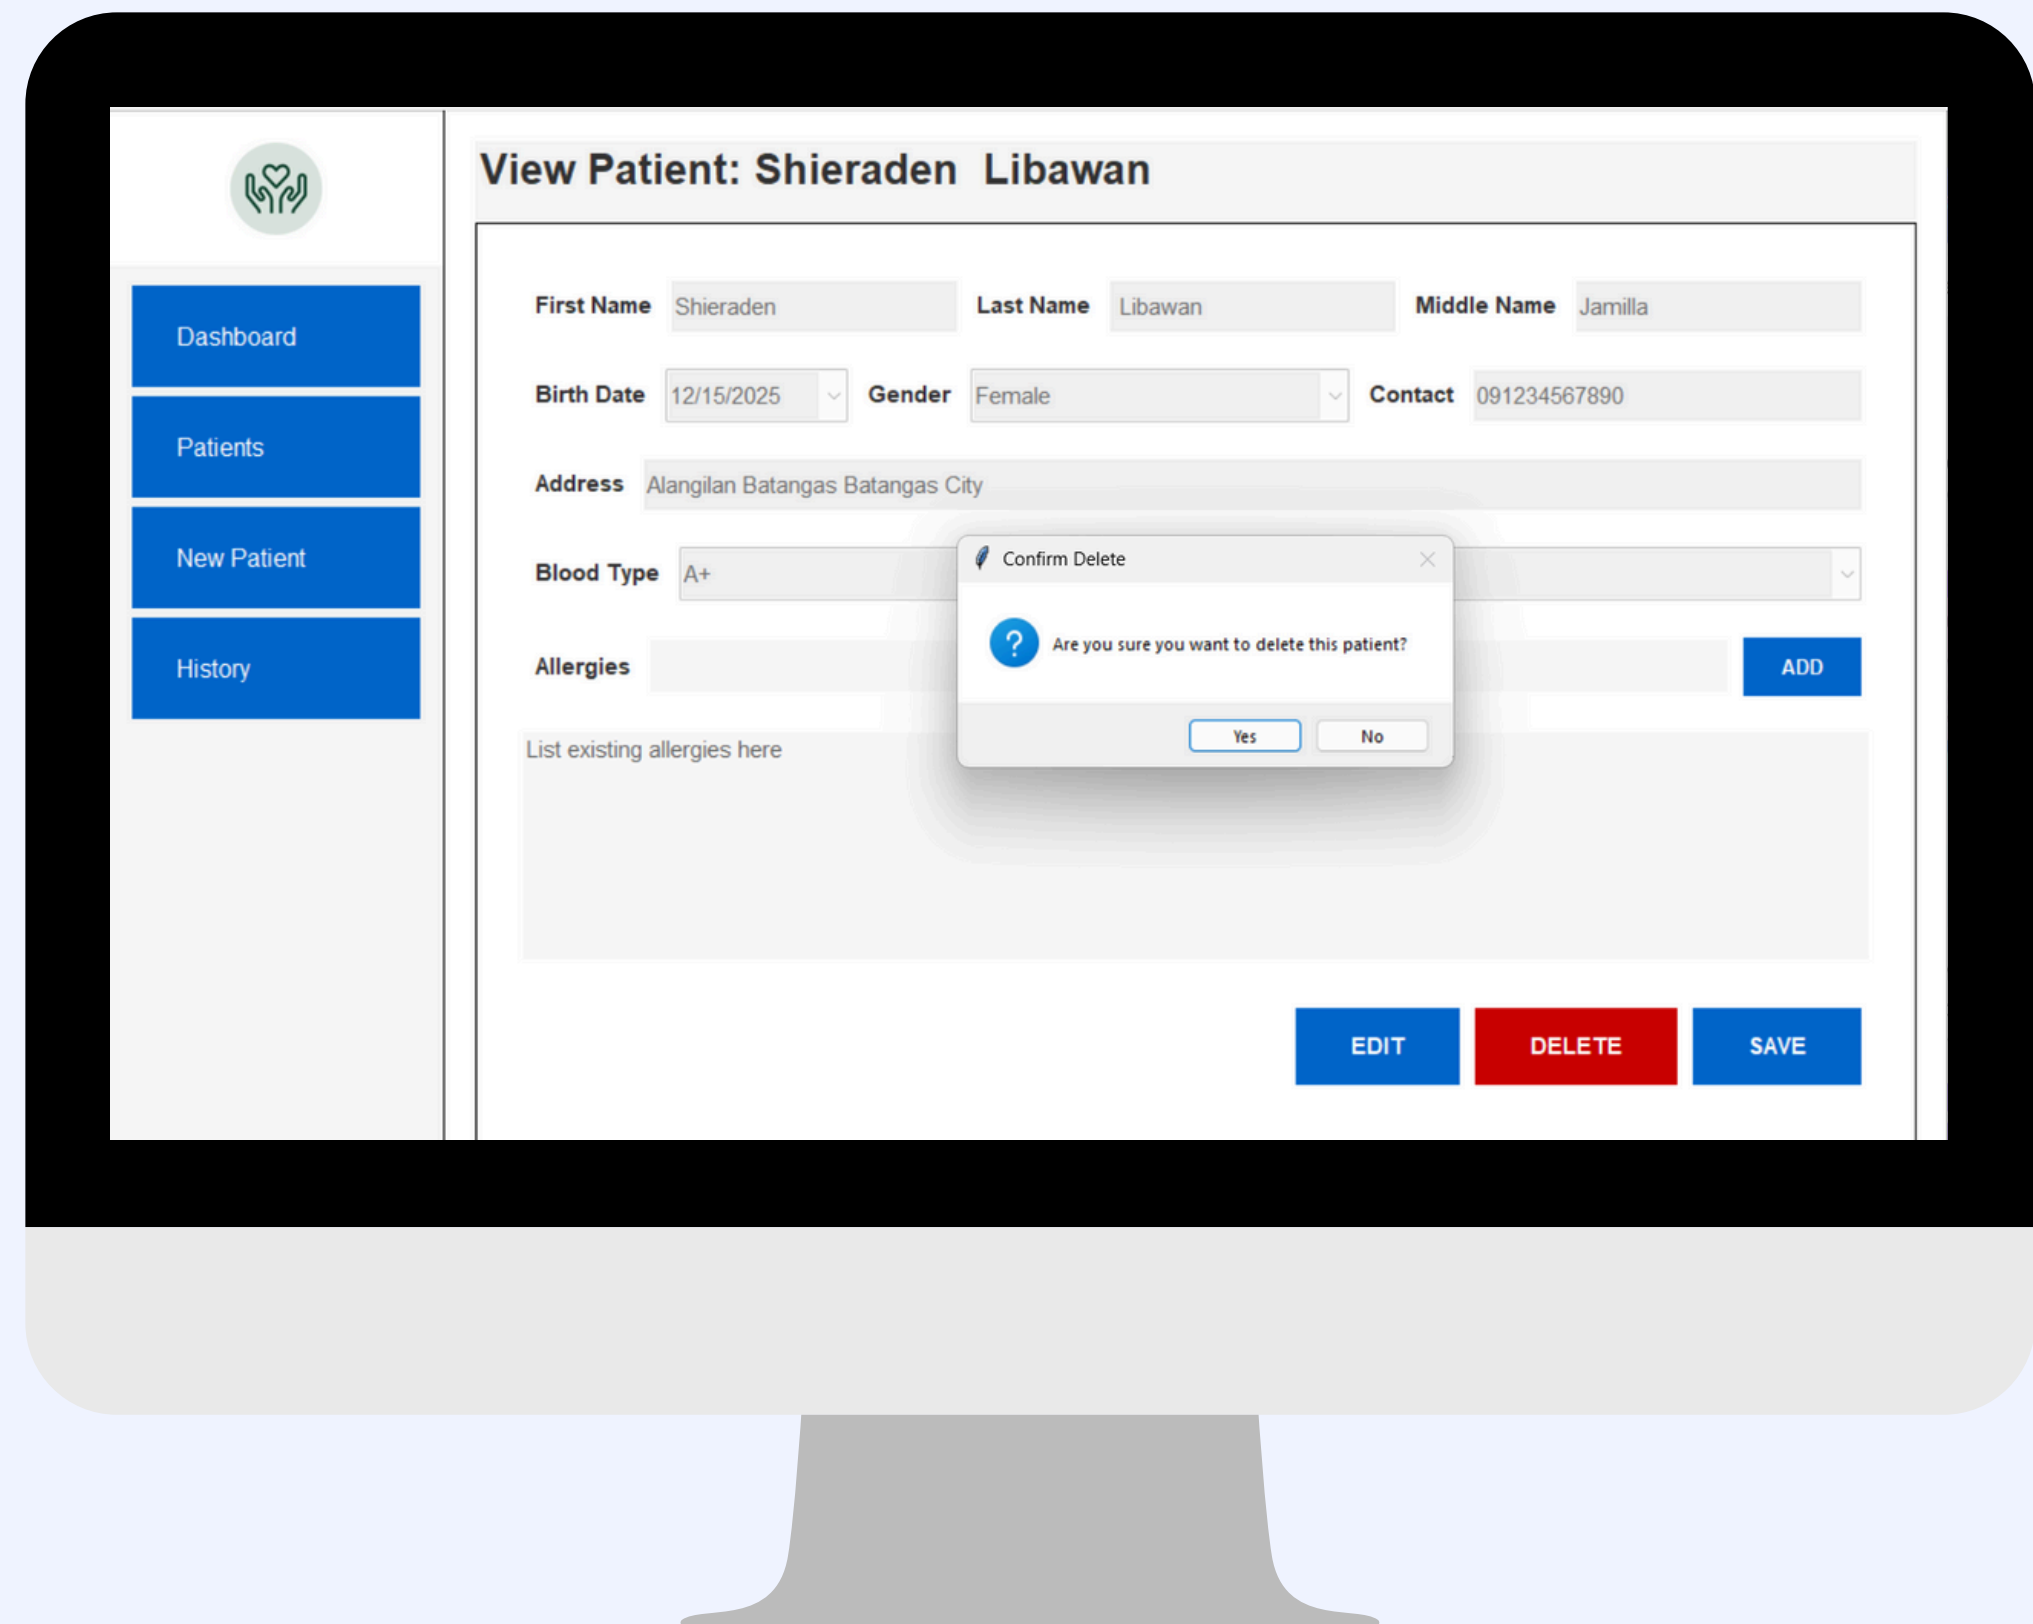 View Patient: Shieraden  Libawan
Dashboard
Patients
New Patient
History
First Name Shieraden Last Name Libawan Middle Name Jamilla
Birth Date 12/15/2025 Gender Female Contact 091234567890
Address Alangilan Batangas Batangas City
Blood Type A+
Allergies ADD
List existing allergies here
Confirm Delete
Are you sure you want to delete this patient?
Yes No
EDIT DELETE SAVE